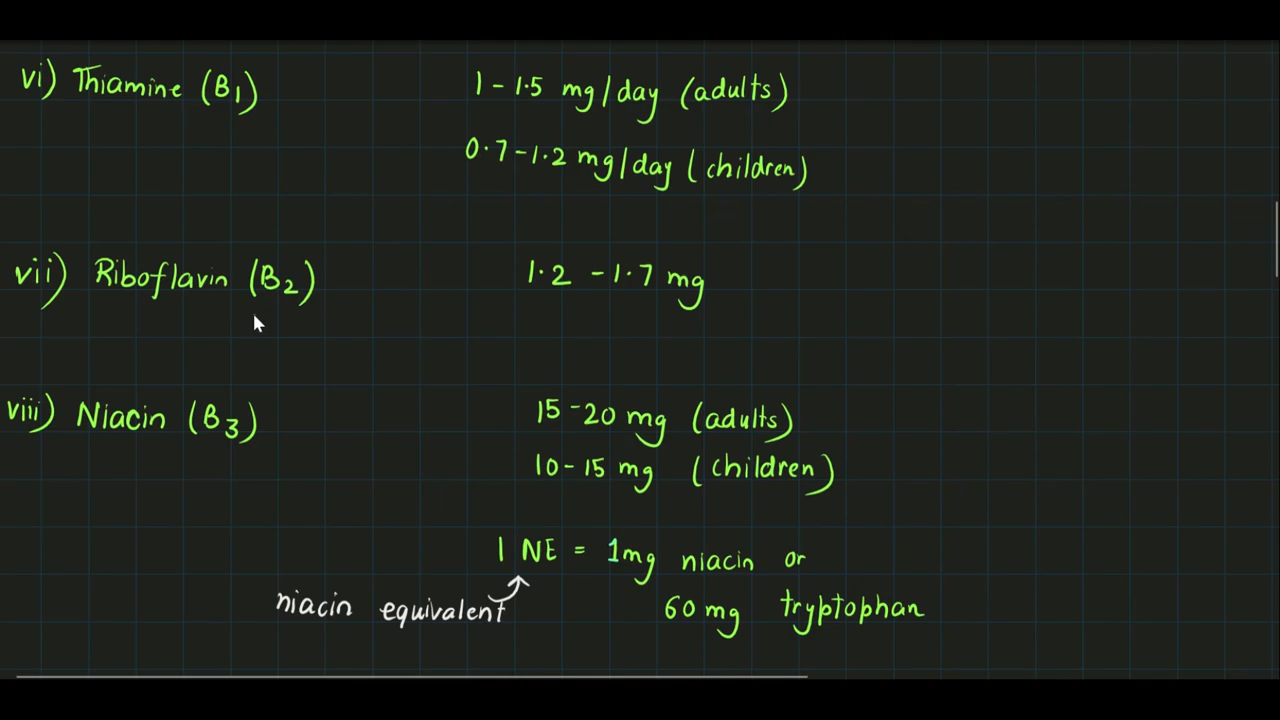 vi) Thiamine (B1) 1 - 1.5 mg/day (adults)
0.7 - 1.2 mg/day (children)
vii) Riboflavin (B2) 1.2 - 1.7 mg
viii) Niacin (B3) 15 - 20 mg (adults)
10 - 15 mg (children)
1 NE = 1mg niacin or
niacin equivalent 60 mg tryptophan